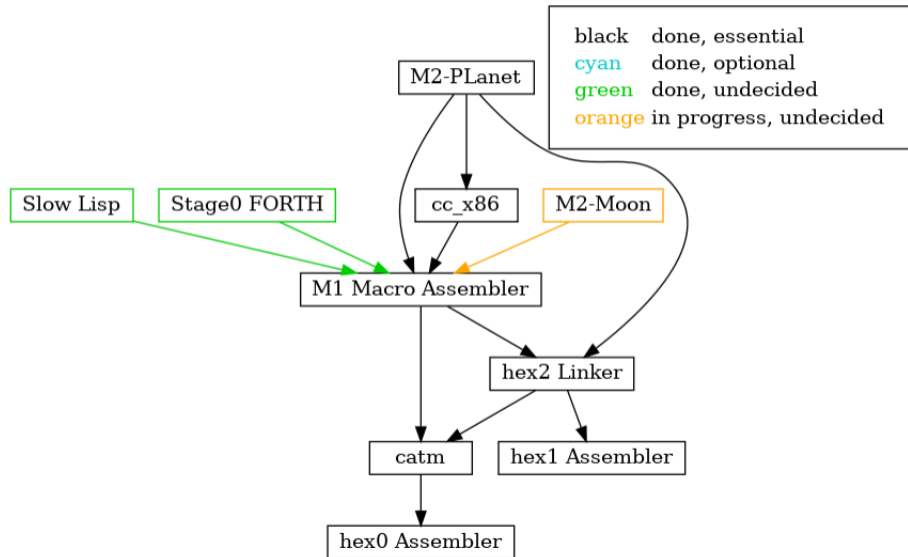 black done, essential
cyan done, optional
green done, undecided
orange in progress, undecided
M2-PLanet
Slow Lisp
Stage0 FORTH
cc_x86
M2-Moon
M1 Macro Assembler
hex2 Linker
catm
hex1 Assembler
hex0 Assembler